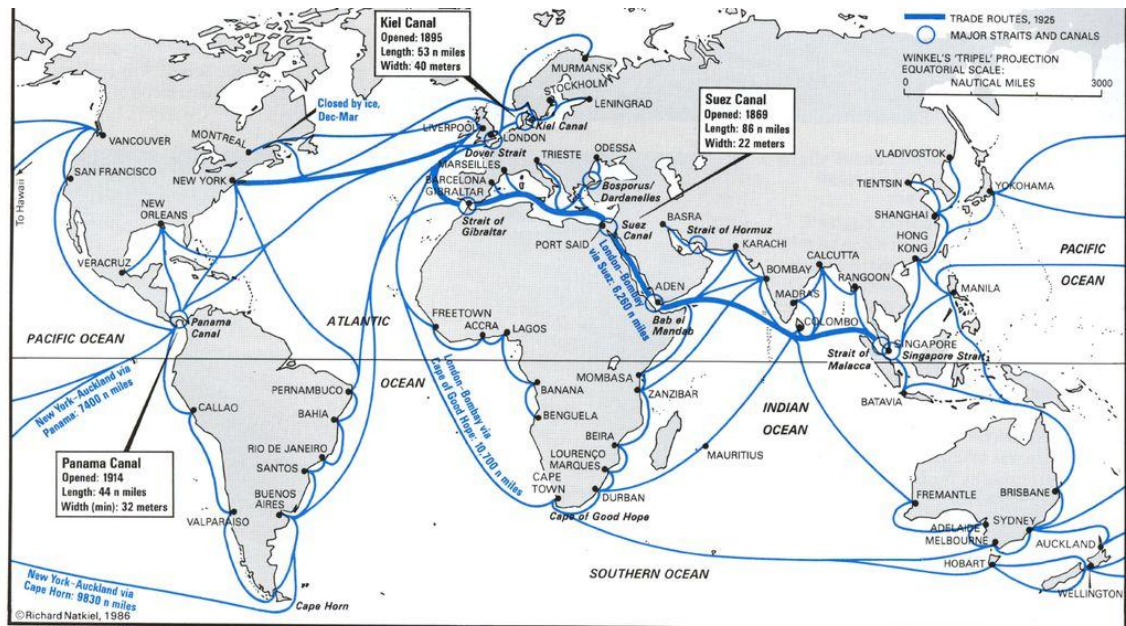 Kiel Canal
Opened: 1895
Length: 53 n miles
Width: 40 meters
TRADE ROUTES, 1925
MAJOR STRAITS AND CANALS
WINKEL'S 'TRIPEL' PROJECTION
EQUATORIAL SCALE:
NAUTICAL MILES
0 3000
MURMANSK
STOCKHOLM
LENINGRAD
Suez Canal
Opened: 1869
Length: 86 n miles
Width: 22 meters
Closed by ice,
Dec-Mar
LIVERPOOL
LONDON
Kiel Canal
Dover Strait
VANCOUVER
MONTREAL
MARSEILLES
TRIESTE
ODESSA
VLADIVOSTOK
SAN FRANCISCO
NEW YORK
BARCELONA
GIBRALTAR
Bosporus/
Dardanelles
TIENTSIN
YOKOHAMA
To Hawaii
NEW
ORLEANS
Strait of
Gibraltar
Suez
Canal
BASRA
Strait of Hormuz
SHANGHAI
PORT SAID
KARACHI
HONG
KONG
PACIFIC
OCEAN
VERACRUZ
London-Bombay
via Suez: 6,260 n miles
CALCUTTA
BOMBAY
RANGOON
MANILA
ADEN
MADRAS
Panama
Canal
ATLANTIC
OCEAN
FREETOWN
ACCRA
LAGOS
Bab el
Mandab
COLOMBO
PACIFIC OCEAN
SINGAPORE
Strait of
Malacca
Singapore Strait
New York-Auckland via
Panama: 7400 n miles
PERNAMBUCO
London-Bombay via
Cape of Good Hope: 10,700 n miles
BANANA
MOMBASA
ZANZIBAR
BATAVIA
CALLAO
BAHIA
BENGUELA
INDIAN
OCEAN
RIO DE JANEIRO
BEIRA
MAURITIUS
Panama Canal
Opened: 1914
Length: 44 n miles
Width (min): 32 meters
SANTOS
LOURENÇO
MARQUES
BUENOS
AIRES
CAPE
TOWN
DURBAN
FREMANTLE
BRISBANE
VALPARAISO
Cape of Good Hope
ADELAIDE
SYDNEY
MELBOURNE
AUCKLAND
HOBART
SOUTHERN OCEAN
New York-Auckland via
Cape Horn: 9830 n miles
Cape Horn
WELLINGTON
©Richard Natkiel, 1986